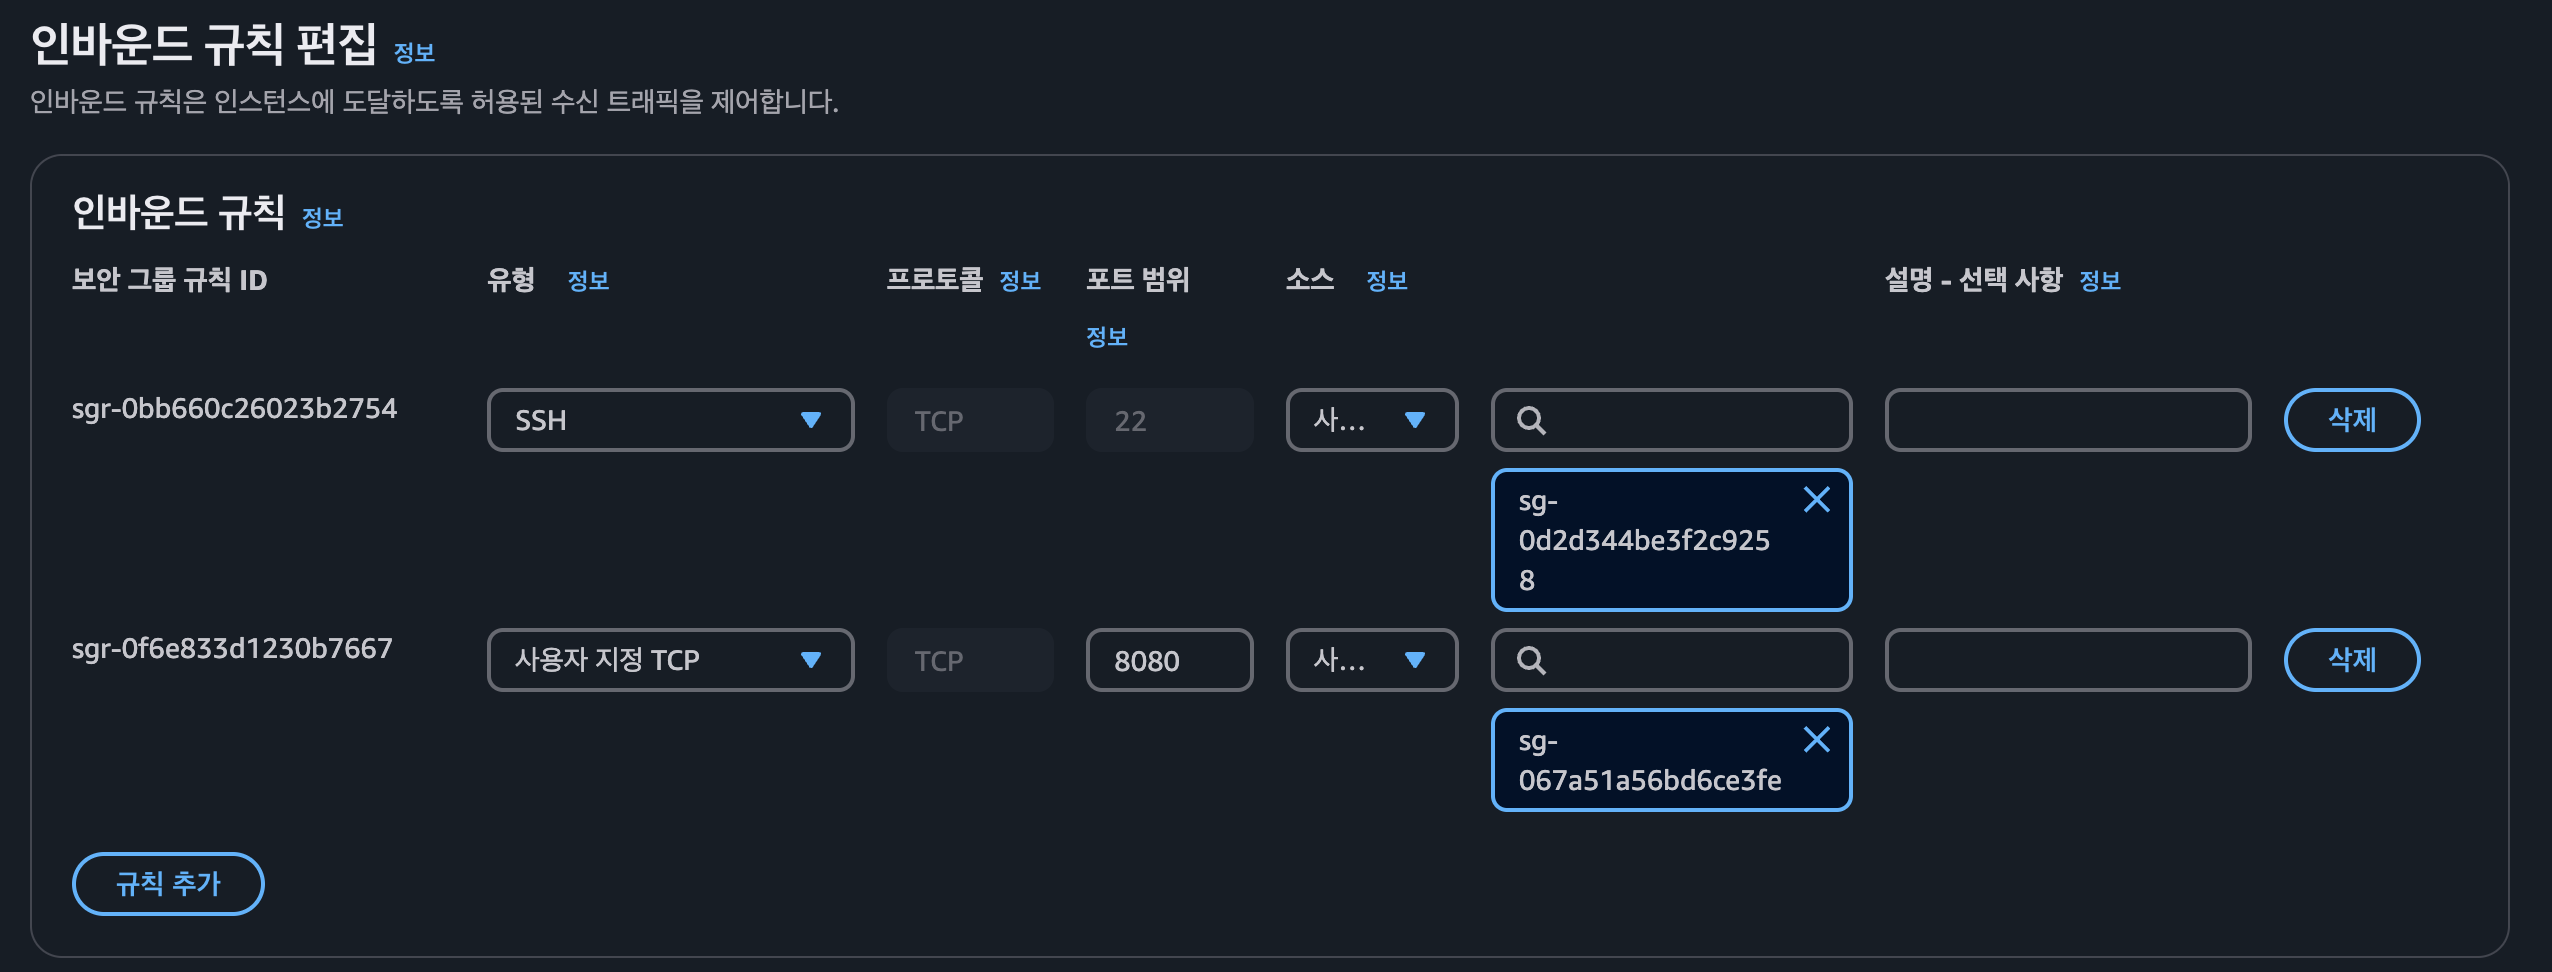 인바운드 규칙 편집 정보
인바운드 규칙은 인스턴스에 도달하도록 허용된 수신 트래픽을 제어합니다.
인바운드 규칙 정보
보안 그룹 규칙 ID 유형 정보 프로토콜 정보 포트 범위 소스 정보 설명 - 선택 사항 정보
정보
sgr-0bb660c26023b2754 SSH TCP 22 사... 삭제
sg-
0d2d344be3f2c925
8
sgr-0f6e833d1230b7667 사용자 지정 TCP TCP 8080 사... 삭제
sg-
067a51a56bd6ce3fe
규칙 추가